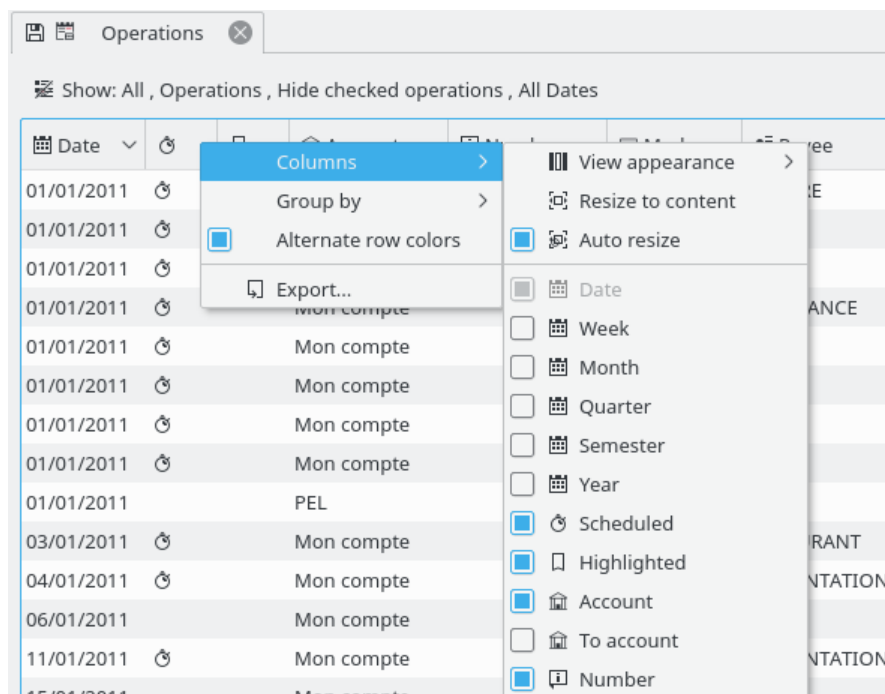 Operations
Show: All , Operations , Hide checked operations , All Dates
Date
Columns View appearance
01/01/2011
Group by Resize to content
01/01/2011
Alternate row colors Auto resize
01/01/2011
Export... Date
01/01/2011 Mon compte
Week
01/01/2011 Mon compte
Month
01/01/2011 Mon compte
Quarter
01/01/2011 Mon compte
Semester
01/01/2011 Mon compte
Year
01/01/2011 PEL
Scheduled
03/01/2011 Mon compte
Highlighted
04/01/2011 Mon compte
Account
06/01/2011 Mon compte
To account
11/01/2011 Mon compte
Number